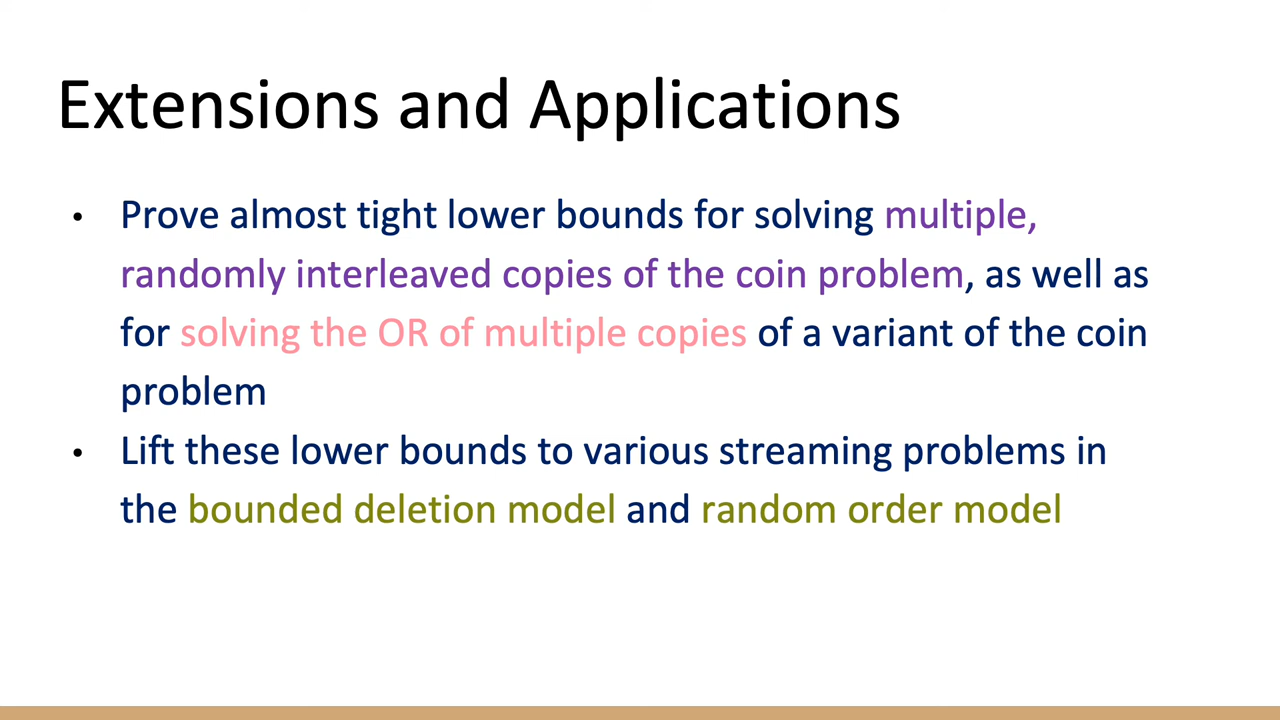 Extensions and Applications
• Prove almost tight lower bounds for solving multiple,
randomly interleaved copies of the coin problem, as well as
for solving the OR of multiple copies of a variant of the coin
problem
• Lift these lower bounds to various streaming problems in
the bounded deletion model and random order model